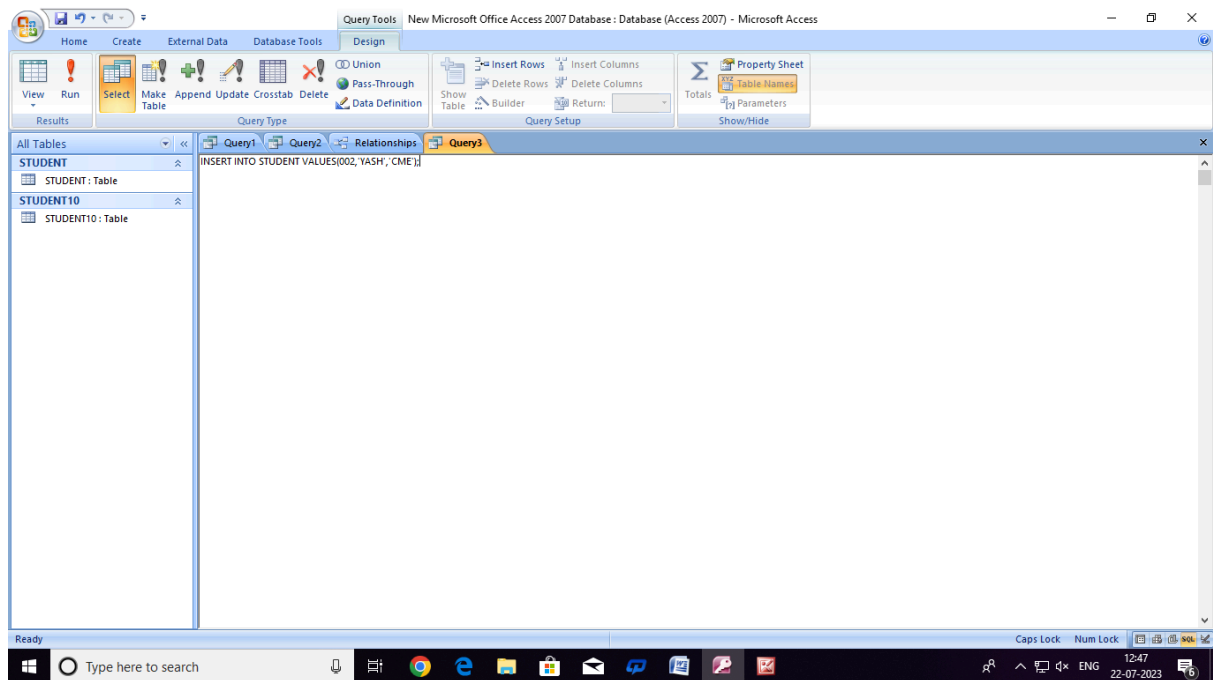 Query Tools New Microsoft Office Access 2007 Database : Database (Access 2007) - Microsoft Access
Home Create External Data Database Tools Design
View Run Select Make Table Append Update Crosstab Delete
Union
Pass-Through
Data Definition
Show Table
Insert Rows Insert Columns
Delete Rows Delete Columns
Builder Return:
Totals
Property Sheet
XYZ Table Names
Parameters
Results Query Type Query Setup Show/Hide
All Tables Query1 Query2 Relationships Query3
STUDENT
STUDENT : Table
STUDENT10
STUDENT10 : Table
INSERT INTO STUDENT VALUES(002,'YASH','CME');
Ready Caps Lock Num Lock SQL
Type here to search ENG 12:47
22-07-2023 6